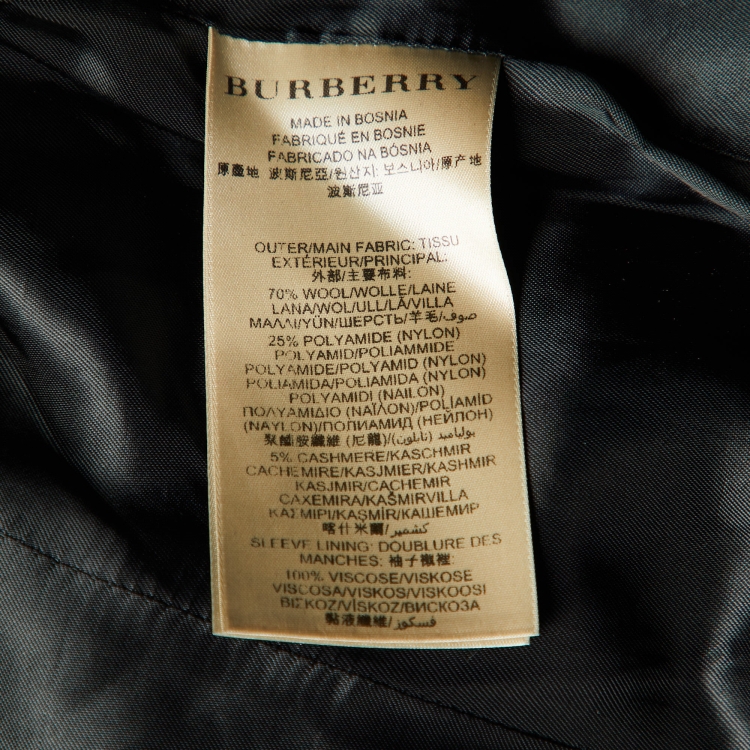 BURBERRY
MADE IN BOSNIA
FABRIQUÉ EN BOSNIE
FABRICADO NA BÓSNIA
原產地 波斯尼亞/원산지: 보스니아/原产地
波斯尼亚
OUTER/MAIN FABRIC: TISSU
EXTÉRIEUR/PRINCIPAL:
外部/主要布料:
70% WOOL/WOLLE/LAINE
LANA/WOL/ULL/LÃ/VILLA
ΜΑΛΛΙ/YÜN/ШЕРСТЬ/羊毛/صوف
25% POLYAMIDE (NYLON)
POLYAMID/POLIAMMIDE
POLYAMIDE/POLYAMID (NYLON)
POLIAMIDA/POLIAMIDA (NYLON)
POLYAMIDI (NAILON)
ΠΟΛΥΑΜΙΔΙΟ (ΝΑΪΛΟΝ)/POLİAMİD
(NAYLON)/ПОЛИАМИД (НЕЙЛОН)
聚醯胺纖維 (尼龍)/بولياميد (نايلون)
5% CASHMERE/KASCHMIR
CACHEMIRE/KASJMIER/KASHMIR
KASJMIR/CACHEMIR
CAXEMIRA/KAŠMIRVILLA
ΚΑΣΜΙΡΙ/KAŞMİR/КАШЕМИР
喀什米爾/كشمير
SLEEVE LINING: DOUBLURE DES
MANCHES: 袖子襯裡:
100% VISCOSE/VISKOSE
VISCOSA/VISKOS/VISKOOSI
ΒΙΣΚΟΖ/VİSKOZ/ВИСКОЗА
黏液纖維/فسكوز